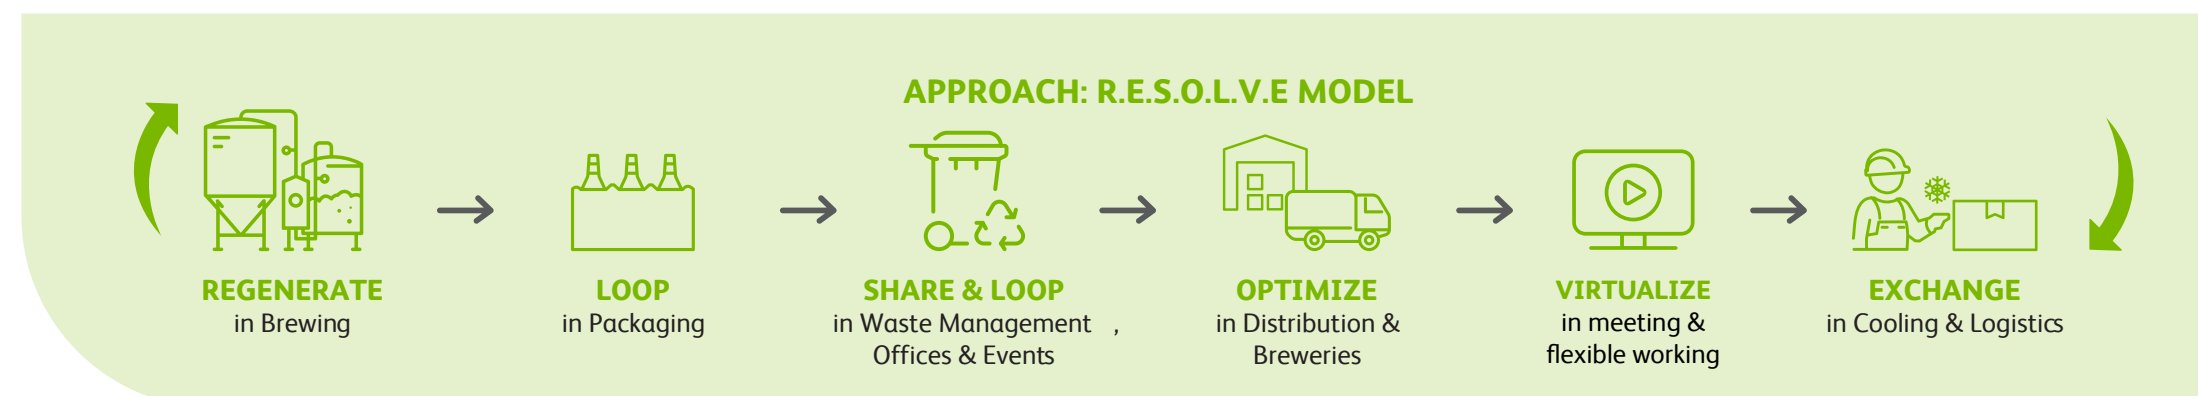 APPROACH: R.E.S.O.L.V.E MODEL
REGENERATE
in Brewing
LOOP
in Packaging
SHARE & LOOP
in Waste Management ,
Offices & Events
OPTIMIZE
in Distribution &
Breweries
VIRTUALIZE
in meeting &
flexible working
EXCHANGE
in Cooling & Logistics